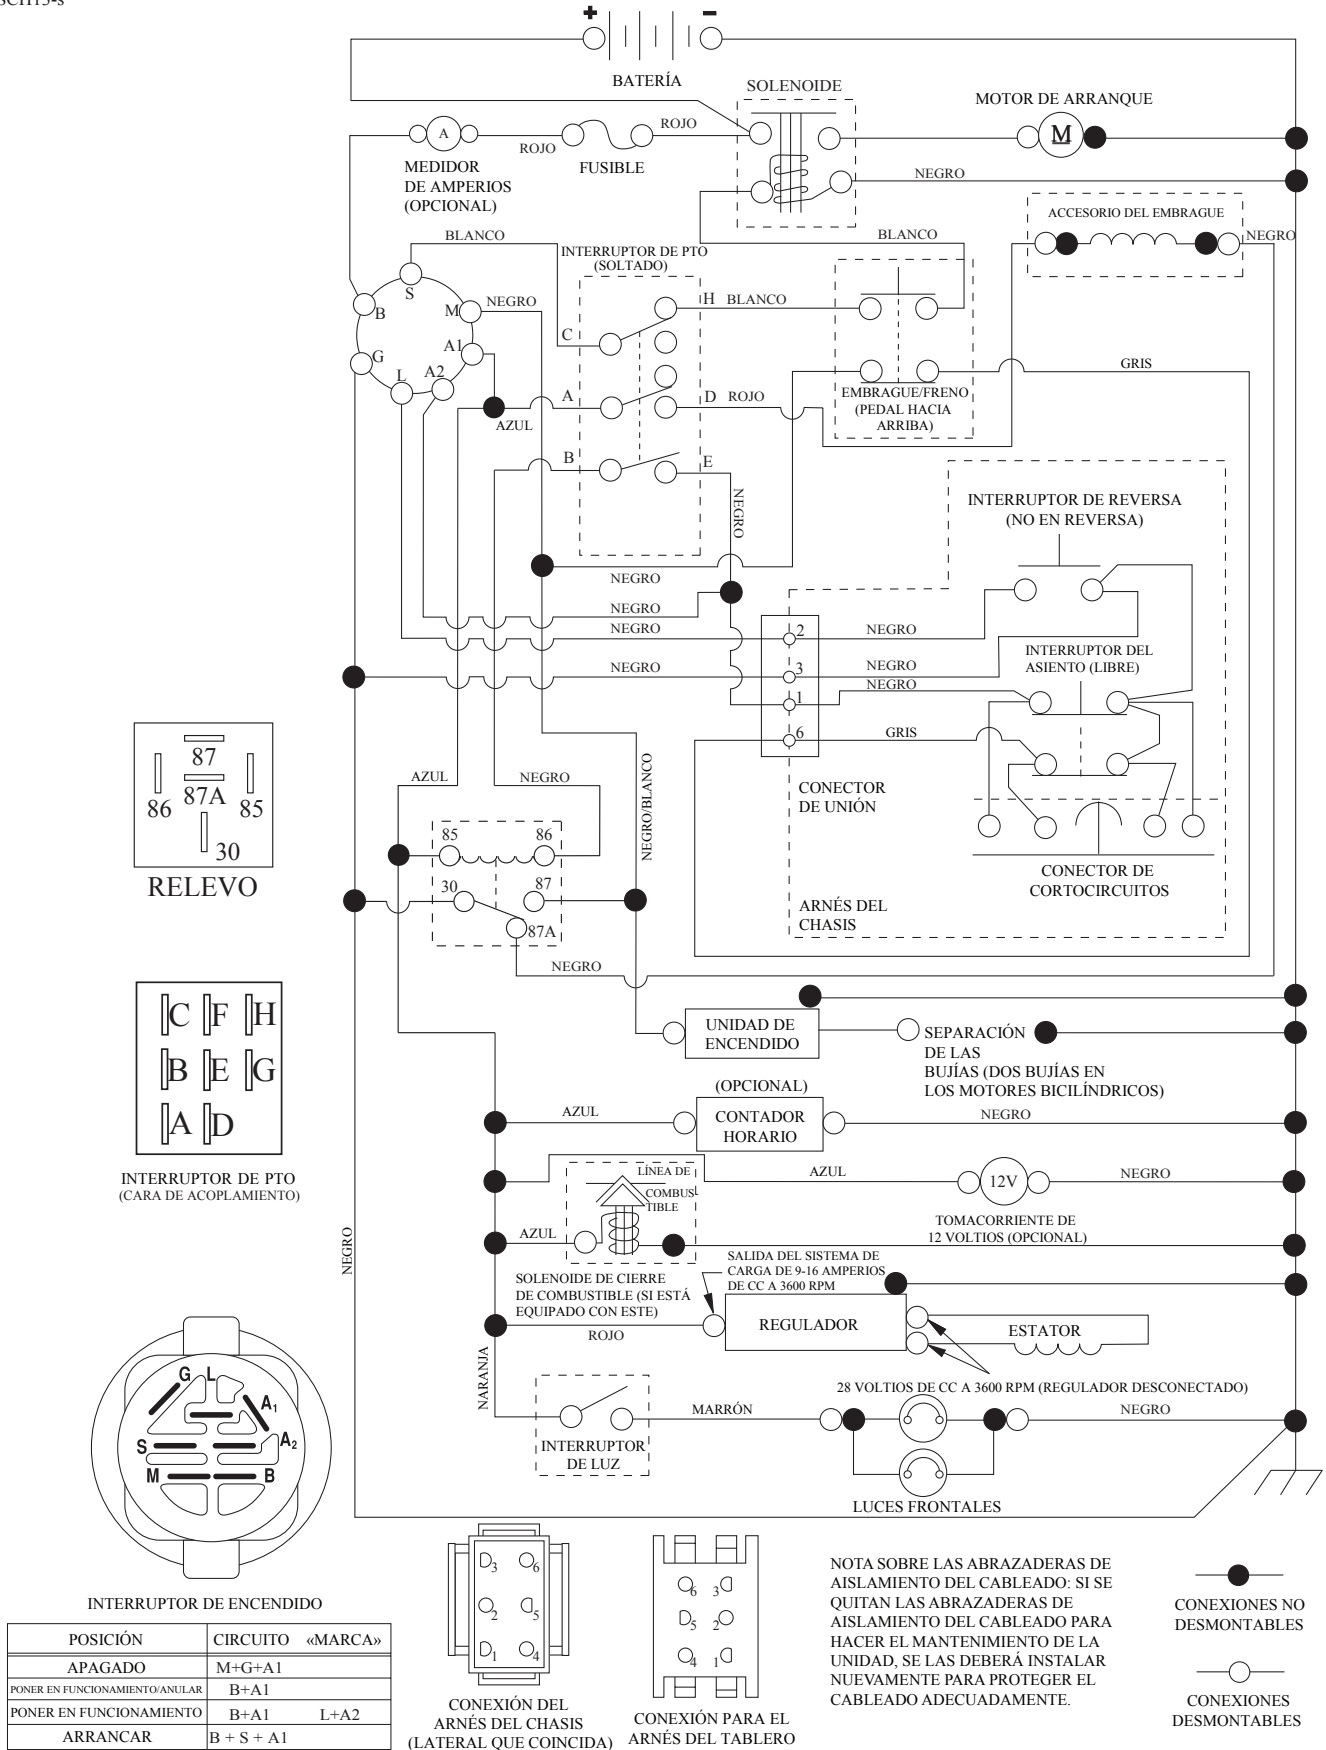 +
-
BATERÍA
SOLENOIDE
MOTOR DE ARRANQUE
A
ROJO
ROJO
M
MEDIDOR
DE AMPERIOS
(OPCIONAL)
FUSIBLE
NEGRO
ACCESORIO DEL EMBRAGUE
NEGRO
BLANCO
INTERRUPTOR DE PTO
(SOLTADO)
BLANCO
S
B
M
NEGRO
H
BLANCO
C
G
A1
L
A2
GRIS
A
D
ROJO
EMBRAGUE/FRENO
(PEDAL HACIA
ARRIBA)
AZUL
B
E
NEGRO
INTERRUPTOR DE REVERSA
(NO EN REVERSA)
NEGRO
NEGRO
NEGRO
2
NEGRO
NEGRO
3
NEGRO
INTERRUPTOR DEL
ASIENTO (LIBRE)
1
NEGRO
6
GRIS
CONECTOR
DE UNIÓN
87
87A
86
85
30
RELEVO
AZUL
NEGRO
NEGRO/BLANCO
85
86
30
87
87A
NEGRO
CONECTOR DE
CORTOCIRCUITOS
ARNÉS DEL
CHASIS
C
F
H
B
E
G
A
D
INTERRUPTOR DE PTO
(CARA DE ACOPLAMIENTO)
UNIDAD DE
ENCENDIDO
SEPARACIÓN
DE LAS
BUJÍAS (DOS BUJÍAS EN
LOS MOTORES BICILÍNDRICOS)
(OPCIONAL)
AZUL
CONTADOR
HORARIO
NEGRO
LÍNEA DE
COMBUS-
TIBLE
AZUL
12V
NEGRO
TOMACORRIENTE DE
12 VOLTIOS (OPCIONAL)
NEGRO
AZUL
SOLENOIDE DE CIERRE
DE COMBUSTIBLE (SI ESTÁ
EQUIPADO CON ESTE)
SALIDA DEL SISTEMA DE
CARGA DE 9-16 AMPERIOS
DE CC A 3600 RPM
ROJO
REGULADOR
ESTATOR
NARANJA
28 VOLTIOS DE CC A 3600 RPM (REGULADOR DESCONECTADO)
MARRÓN
NEGRO
INTERRUPTOR
DE LUZ
LUCES FRONTALES
G
L
A1
S
A2
M
B
INTERRUPTOR DE ENCENDIDO
POSICIÓN CIRCUITO «MARCA»
APAGADO M+G+A1
PONER EN FUNCIONAMIENTO/ANULAR B+A1
PONER EN FUNCIONAMIENTO B+A1 L+A2
ARRANCAR B + S + A1
3
6
2
5
1
4
CONEXIÓN DEL
ARNÉS DEL CHASIS
(LATERAL QUE COINCIDA)
6
3
5
2
4
1
CONEXIÓN PARA EL
ARNÉS DEL TABLERO
NOTA SOBRE LAS ABRAZADERAS DE
AISLAMIENTO DEL CABLEADO: SI SE
QUITAN LAS ABRAZADERAS DE
AISLAMIENTO DEL CABLEADO PARA
HACER EL MANTENIMIENTO DE LA
UNIDAD, SE LAS DEBERÁ INSTALAR
NUEVAMENTE PARA PROTEGER EL
CABLEADO ADECUADAMENTE.
CONEXIONES NO
DESMONTABLES
CONEXIONES
DESMONTABLES